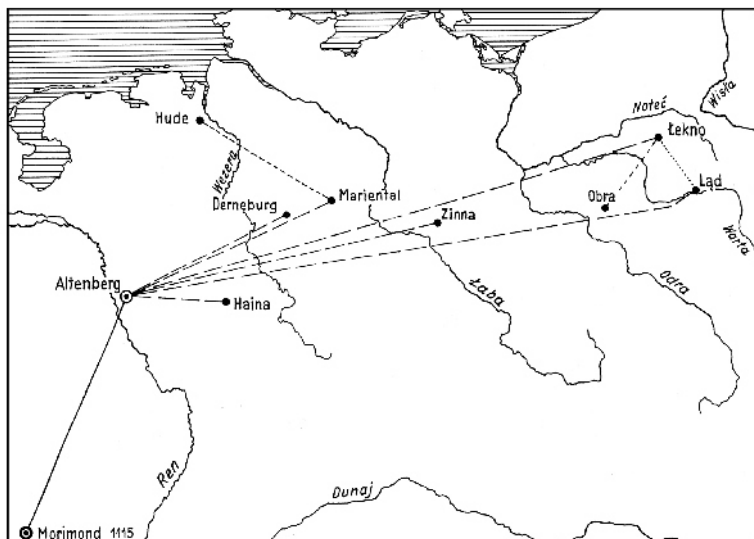 Noteć
Wisła
Hude
Łekno
Wezera
Mariental
Ląd
Derneburg
Obra
Zinna
Warta
Altenberg
Odra
Łaba
Haina
Ren
Dunaj
Morimond 1115